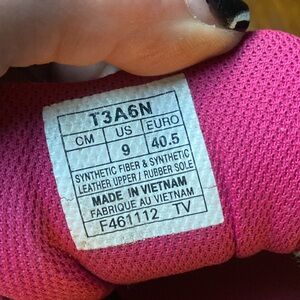 T3A6N
CM US EURO
9 40.5
SYNTHETIC FIBER & SYNTHETIC
LEATHER UPPER / RUBBER SOLE
MADE IN VIETNAM
FABRIQUE AU VIETNAM
F461112 TV